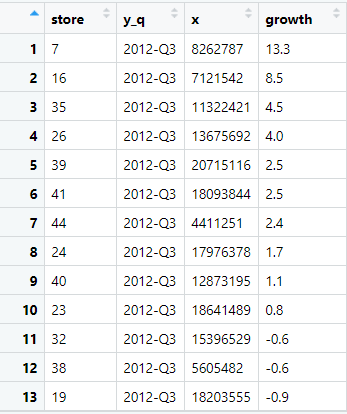 store y_q x growth
1 7 2012-Q3 8262787 13.3
2 16 2012-Q3 7121542 8.5
3 35 2012-Q3 11322421 4.5
4 26 2012-Q3 13675692 4.0
5 39 2012-Q3 20715116 2.5
6 41 2012-Q3 18093844 2.5
7 44 2012-Q3 4411251 2.4
8 24 2012-Q3 17976378 1.7
9 40 2012-Q3 12873195 1.1
10 23 2012-Q3 18641489 0.8
11 32 2012-Q3 15396529 -0.6
12 38 2012-Q3 5605482 -0.6
13 19 2012-Q3 18203555 -0.9